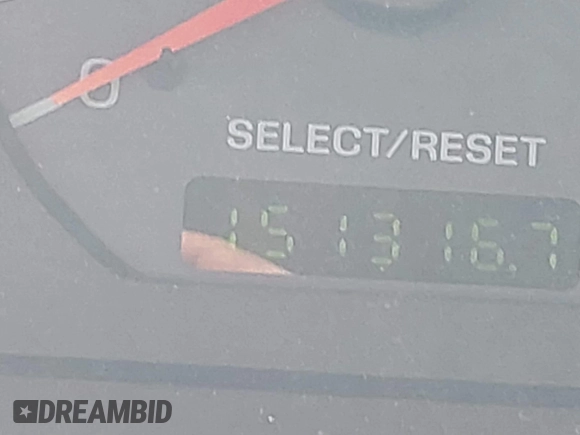 0
SELECT/RESET
151316.7
DREAMBID